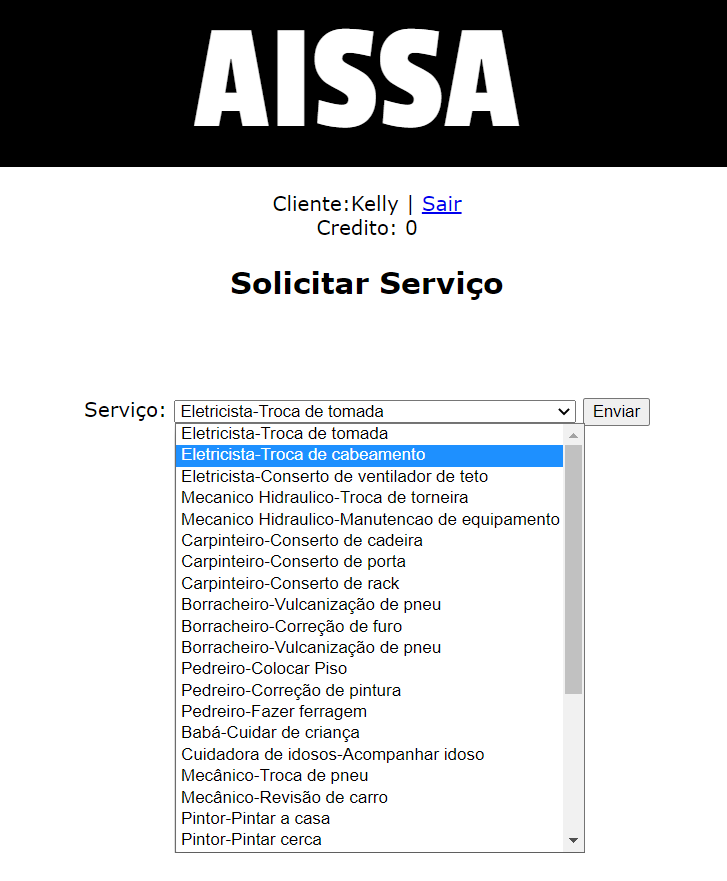 AISSA
Cliente:Kelly | Sair
Credito: 0
Solicitar Serviço
Serviço: Eletricista-Troca de tomada Enviar
Eletricista-Troca de tomada
Eletricista-Troca de cabeamento
Eletricista-Conserto de ventilador de teto
Mecanico Hidraulico-Troca de torneira
Mecanico Hidraulico-Manutencao de equipamento
Carpinteiro-Conserto de cadeira
Carpinteiro-Conserto de porta
Carpinteiro-Conserto de rack
Borracheiro-Vulcanização de pneu
Borracheiro-Correção de furo
Borracheiro-Vulcanização de pneu
Pedreiro-Colocar Piso
Pedreiro-Correção de pintura
Pedreiro-Fazer ferragem
Babá-Cuidar de criança
Cuidadora de idosos-Acompanhar idoso
Mecânico-Troca de pneu
Mecânico-Revisão de carro
Pintor-Pintar a casa
Pintor-Pintar cerca